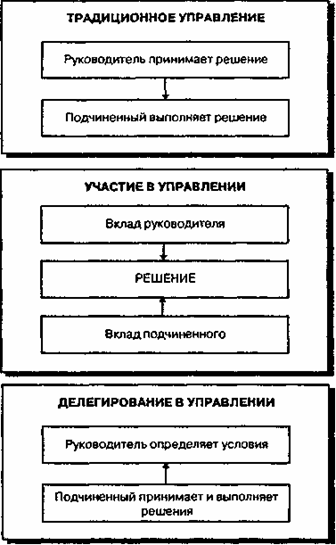 ТРАДИЦИОННОЕ УПРАВЛЕНИЕ
Руководитель принимает решение
Подчиненный выполняет решение
УЧАСТИЕ В УПРАВЛЕНИИ
Вклад руководителя
РЕШЕНИЕ
Вклад подчиненного
ДЕЛЕГИРОВАНИЕ В УПРАВЛЕНИИ
Руководитель определяет условия
Подчиненный принимает и выполняет
решения